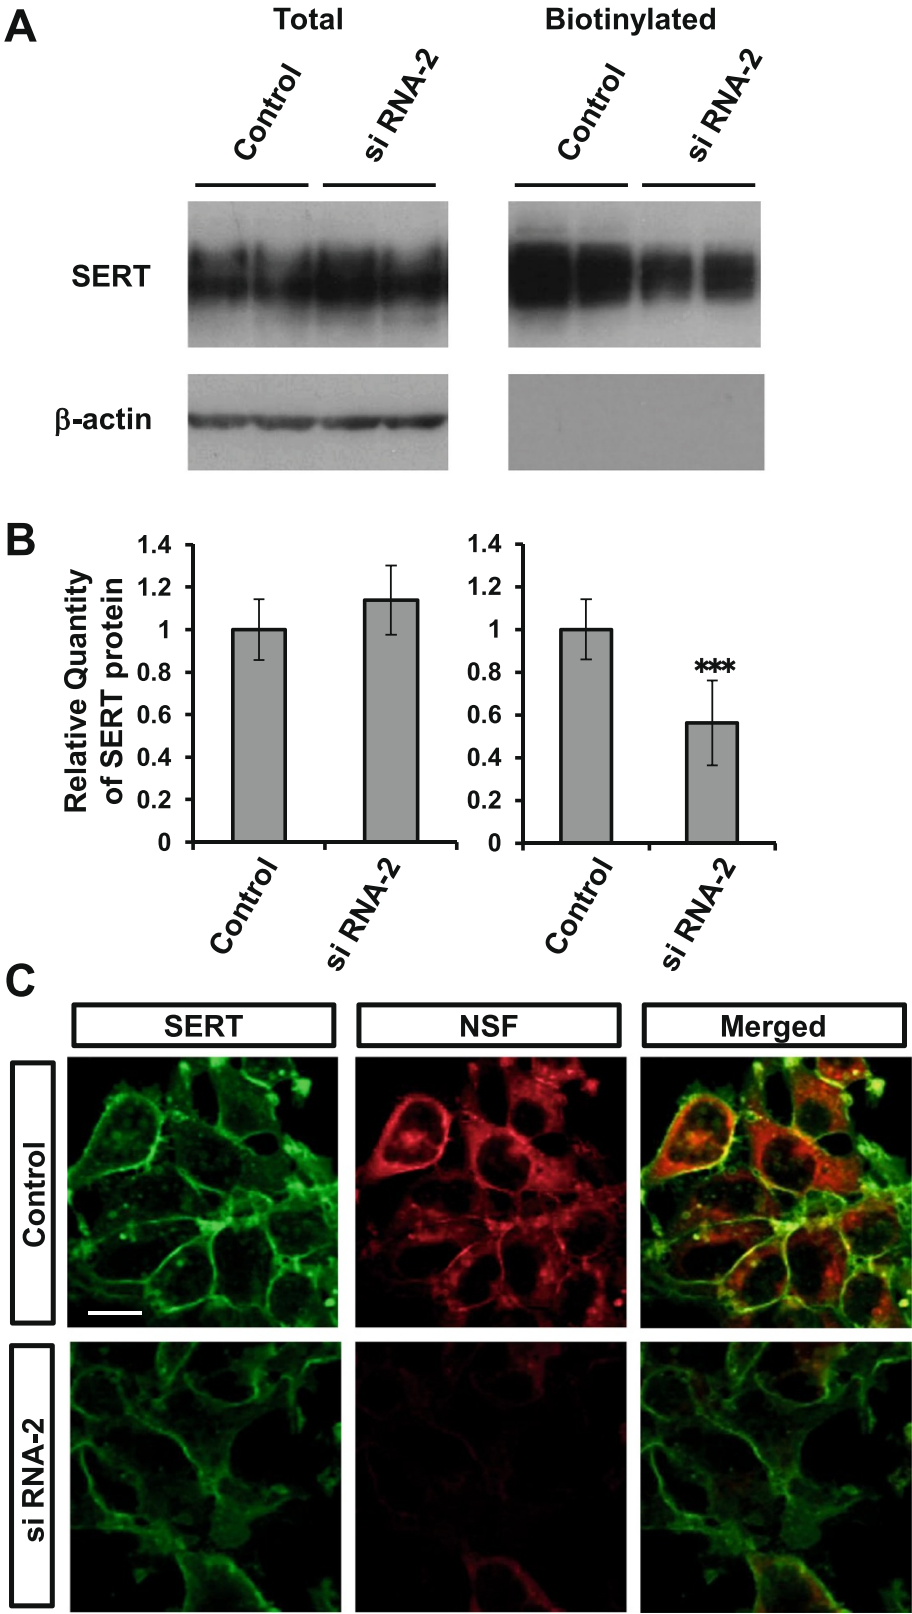 A
Total
Biotinylated
Control
si RNA-2
Control
si RNA-2
SERT
β-actin
B
Relative Quantity
of SERT protein
1.4
1.2
1
0.8
0.6
0.4
0.2
0
Control
si RNA-2
1.4
1.2
1
0.8
0.6
0.4
0.2
0
***
Control
si RNA-2
C
SERT
NSF
Merged
Control
si RNA-2